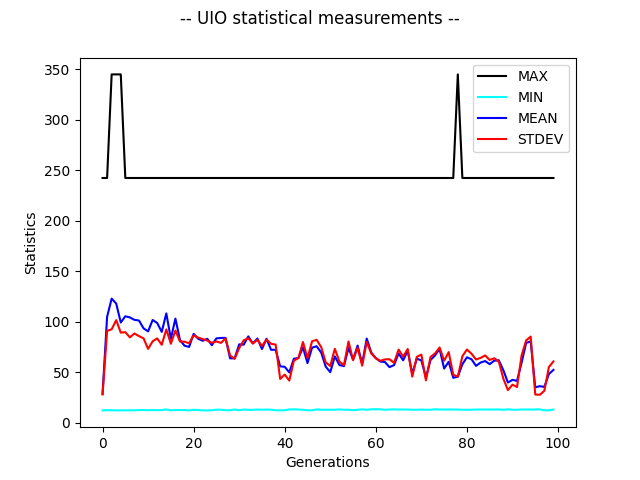 -- UIO statistical measurements --
Statistics
350
300
250
200
150
100
50
0
MAX
MIN
MEAN
STDEV
0 20 40 60 80 100
Generations